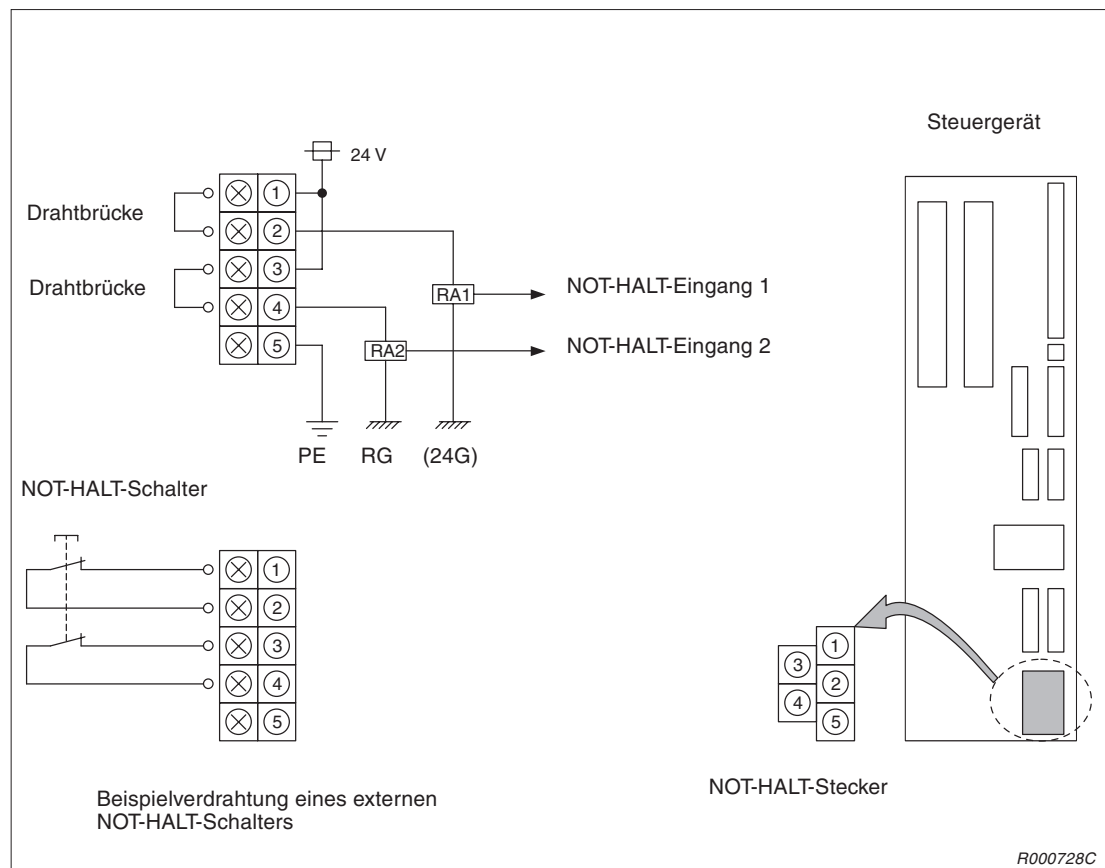 Steuergerät
24 V
Drahtbrücke
1
2
Drahtbrücke
3
4
5
RA1
NOT-HALT-Eingang 1
RA2
NOT-HALT-Eingang 2
PE
RG
(24G)
NOT-HALT-Schalter
1
2
3
4
5
1
3
2
4
5
NOT-HALT-Stecker
Beispielverdrahtung eines externen
NOT-HALT-Schalters
R000728C